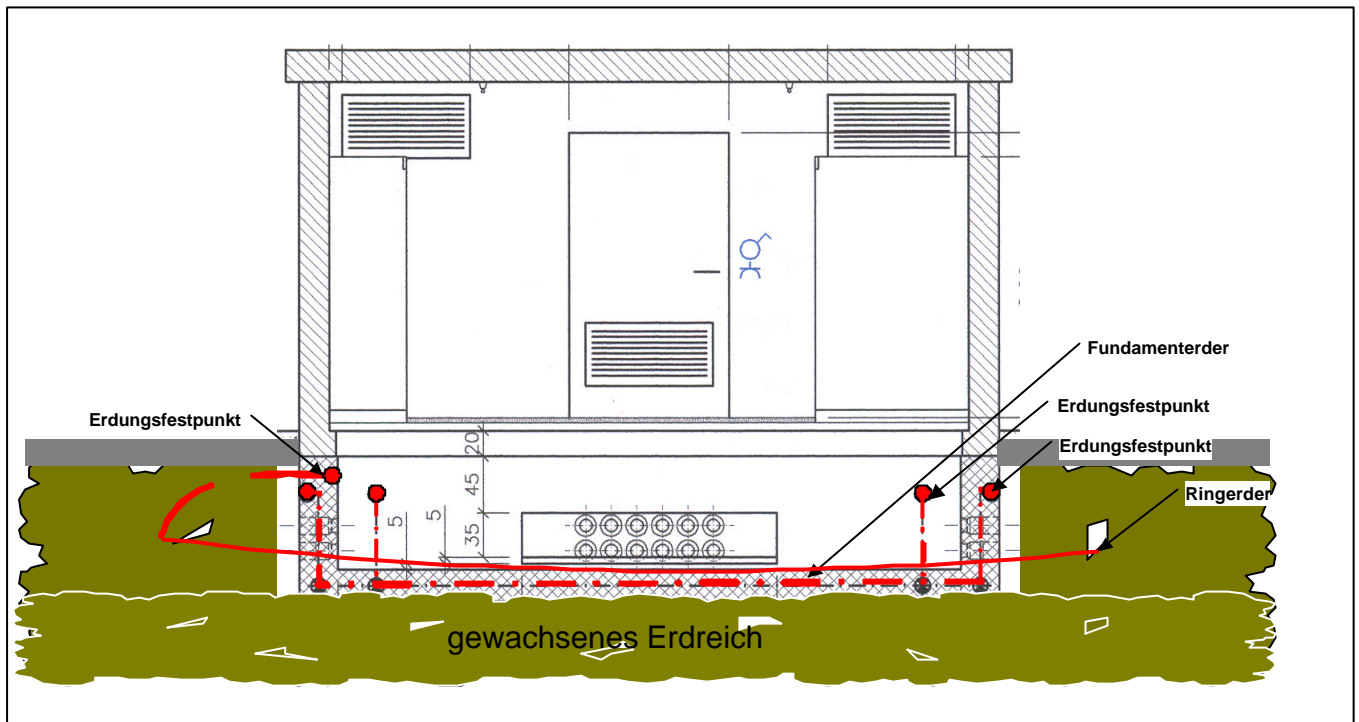 Fundamenterder
Erdungsfestpunkt
Erdungsfestpunkt
Erdungsfestpunkt
20
45
Ringerder
5
5
35
gewachsenes Erdreich